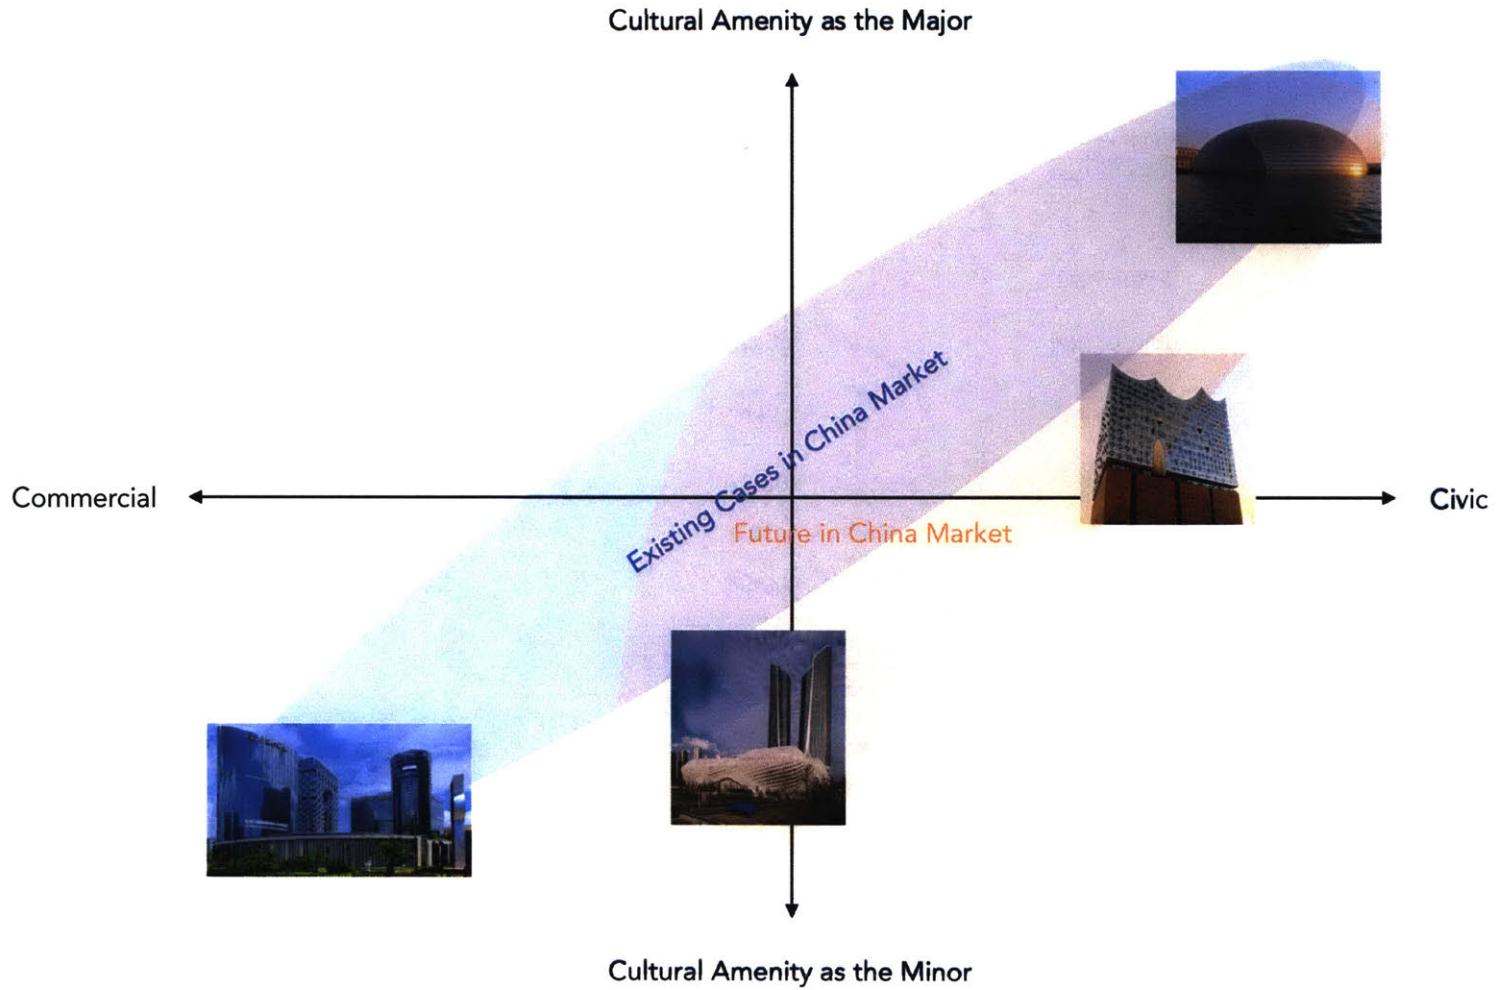 Cultural Amenity as the Major
Existing Cases in China Market
Commercial
Civic
Future in China Market
Cultural Amenity as the Minor